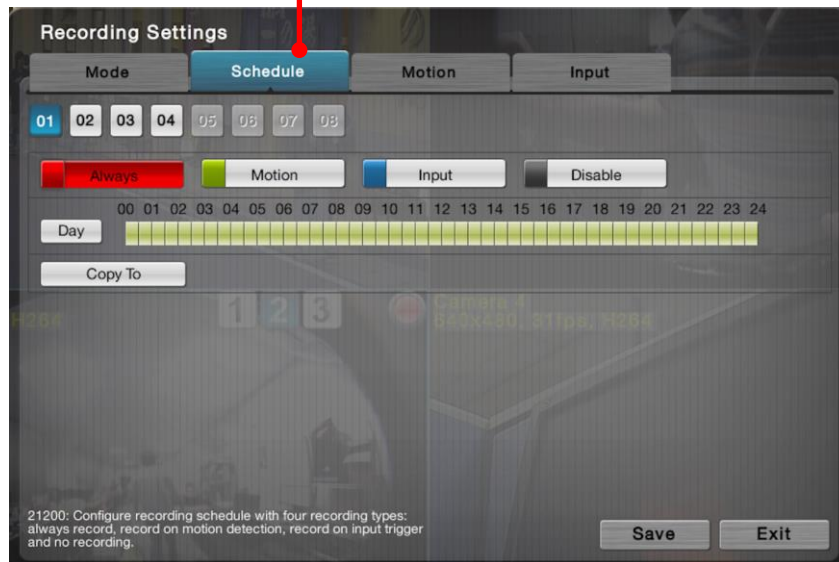 Recording Settings
Mode Schedule Motion Input
01 02 03 04 05 06 07 08
Always Motion Input Disable
00 01 02 03 04 05 06 07 08 09 10 11 12 13 14 15 16 17 18 19 20 21 22 23 24
Day
Copy To
H264 1 2 3 Camera 4
640x480, 31fps, H264
21200: Configure recording schedule with four recording types:
always record, record on motion detection, record on input trigger
and no recording.
Save Exit